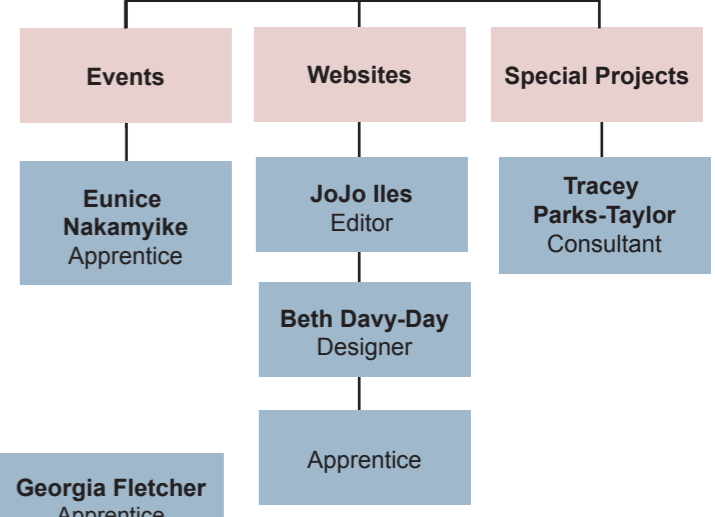 Events
Websites
Special Projects
Eunice
Nakamyike
Apprentice
JoJo Iles
Editor
Tracey
Parks-Taylor
Consultant
Beth Davy-Day
Designer
Apprentice
Georgia Fletcher
Apprentice